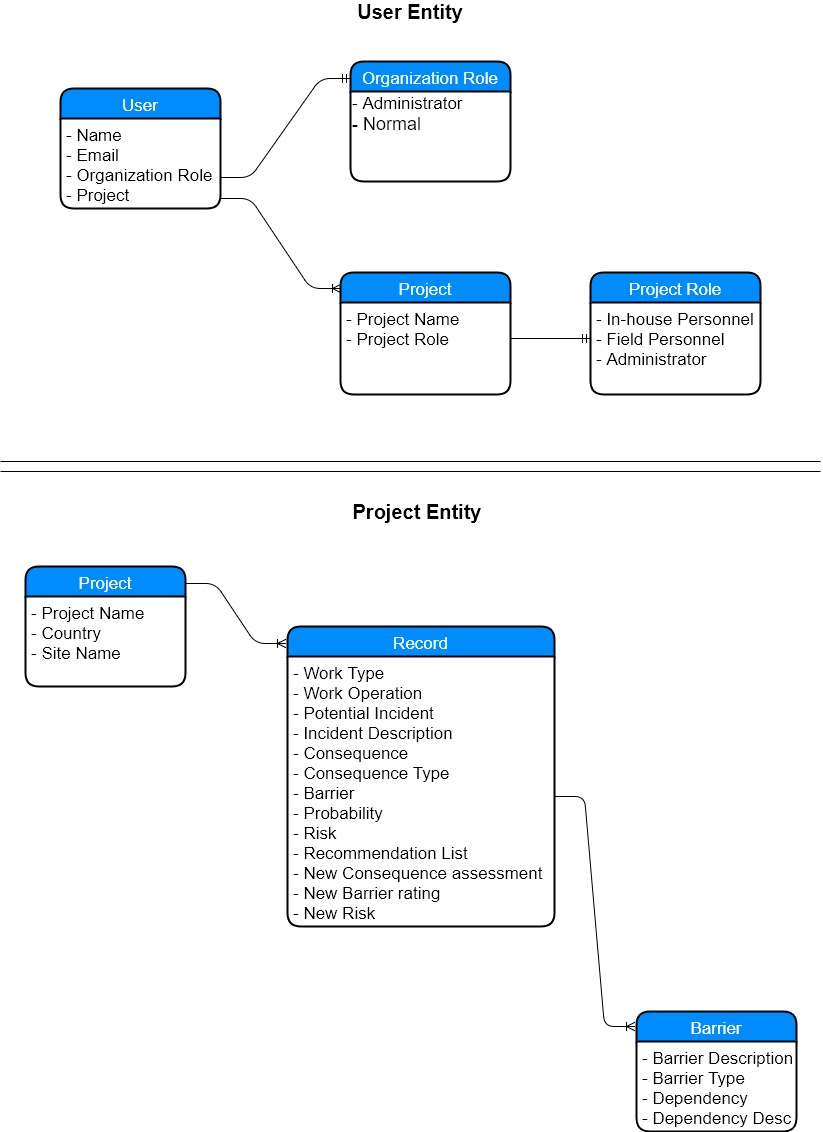 User Entity
User
- Name
- Email
- Organization Role
- Project
Organization Role
- Administrator
- Normal
Project
- Project Name
- Project Role
Project Role
- In-house Personnel
- Field Personnel
- Administrator
Project Entity
Project
- Project Name
- Country
- Site Name
Record
- Work Type
- Work Operation
- Potential Incident
- Incident Description
- Consequence
- Consequence Type
- Barrier
- Probability
- Risk
- Recommendation List
- New Consequence assessment
- New Barrier rating
- New Risk
Barrier
- Barrier Description
- Barrier Type
- Dependency
- Dependency Desc